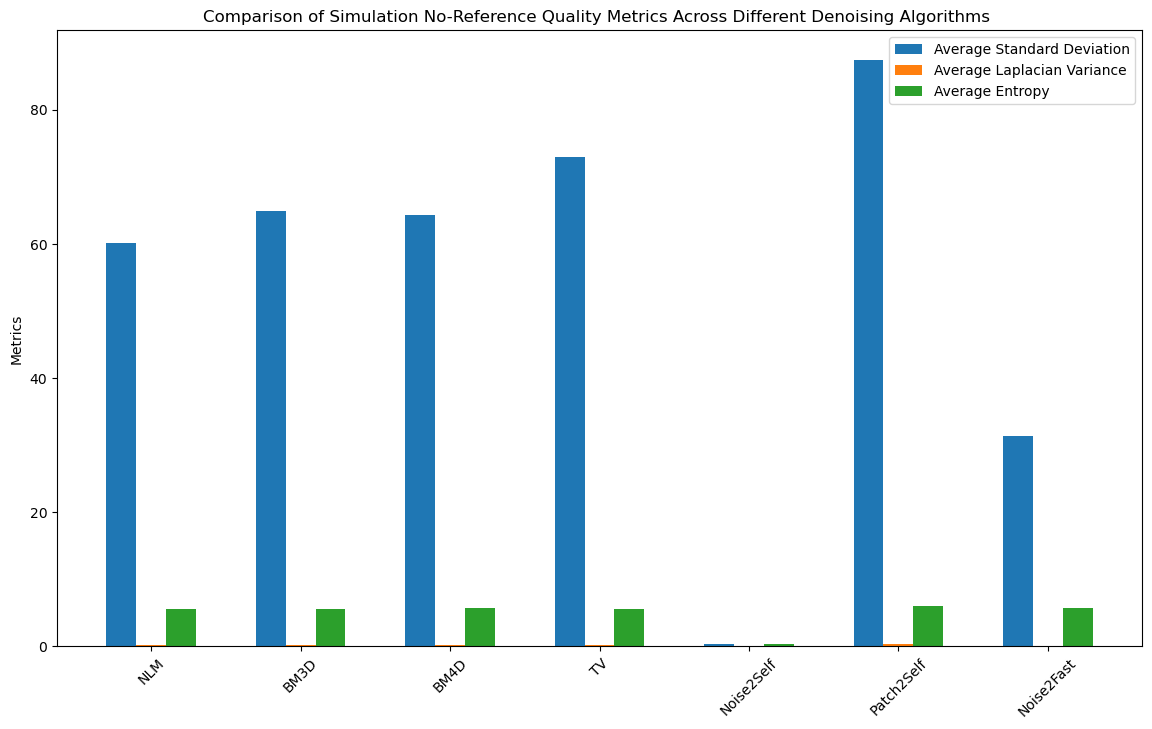 Comparison of Simulation No-Reference Quality Metrics Across Different Denoising Algorithms
Average Standard Deviation
Average Laplacian Variance
Average Entropy
Metrics
80
60
40
20
0
NLM
BM3D
BM4D
TV
Noise2Self
Patch2Self
Noise2Fast